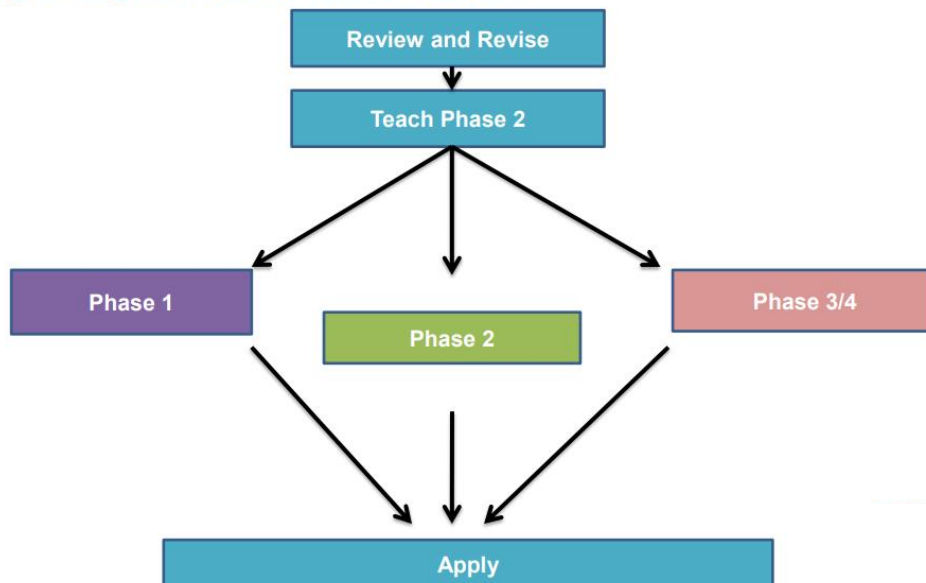 Review and Revise
Teach Phase 2
Phase 1
Phase 2
Phase 3/4
Apply